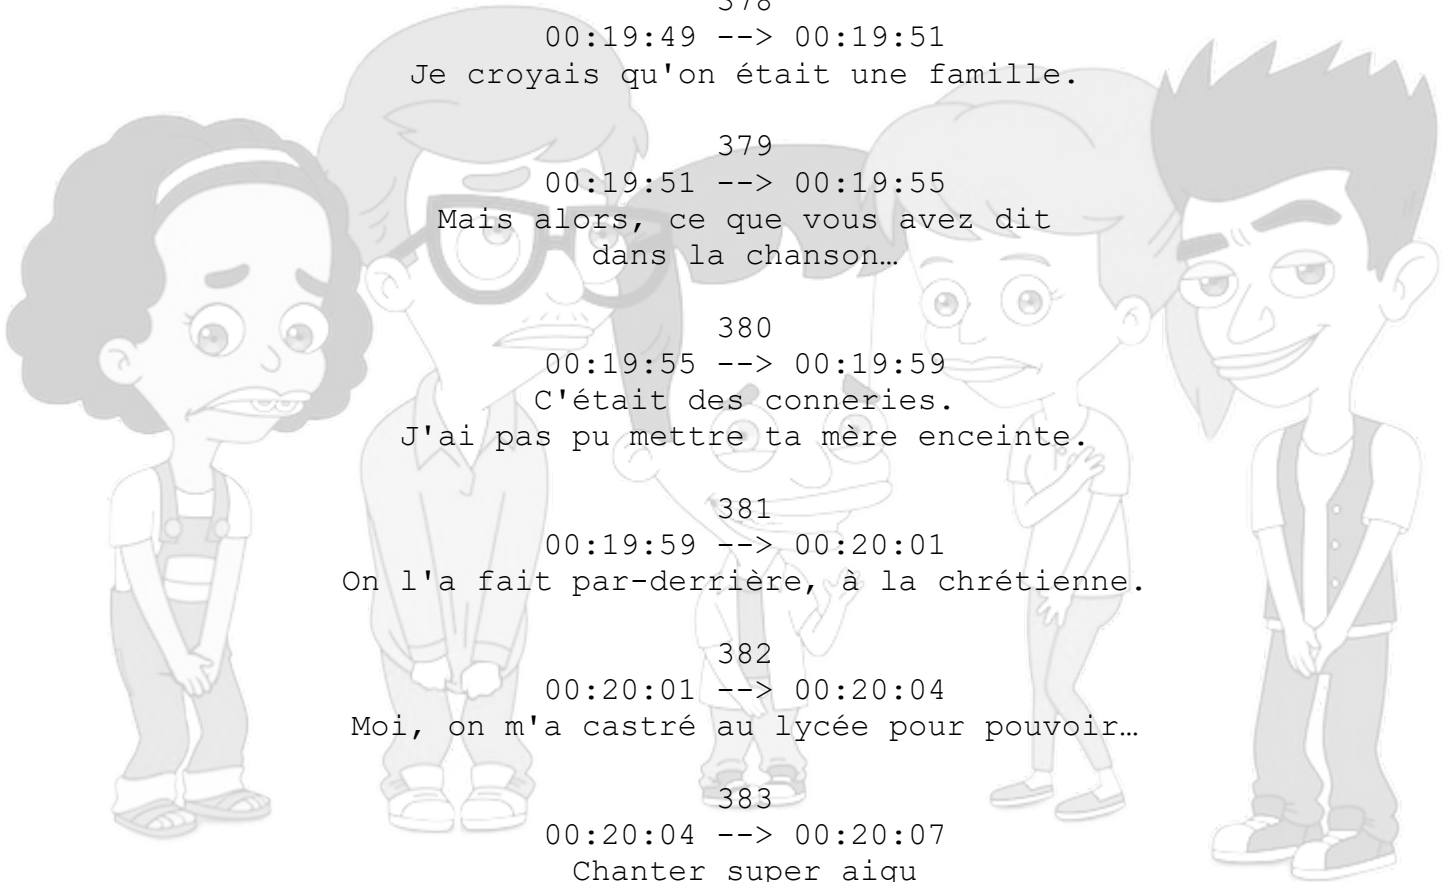 378
00:19:49 --> 00:19:51
Je croyais qu'on était une famille.
379
00:19:51 --> 00:19:55
Mais alors, ce que vous avez dit
dans la chanson…
380
00:19:55 --> 00:19:59
C'était des conneries.
J'ai pas pu mettre ta mère enceinte.
381
00:19:59 --> 00:20:01
On l'a fait par-derrière, à la chrétienne.
382
00:20:01 --> 00:20:04
Moi, on m'a castré au lycée pour pouvoir…
383
00:20:04 --> 00:20:07
Chanter super aigu